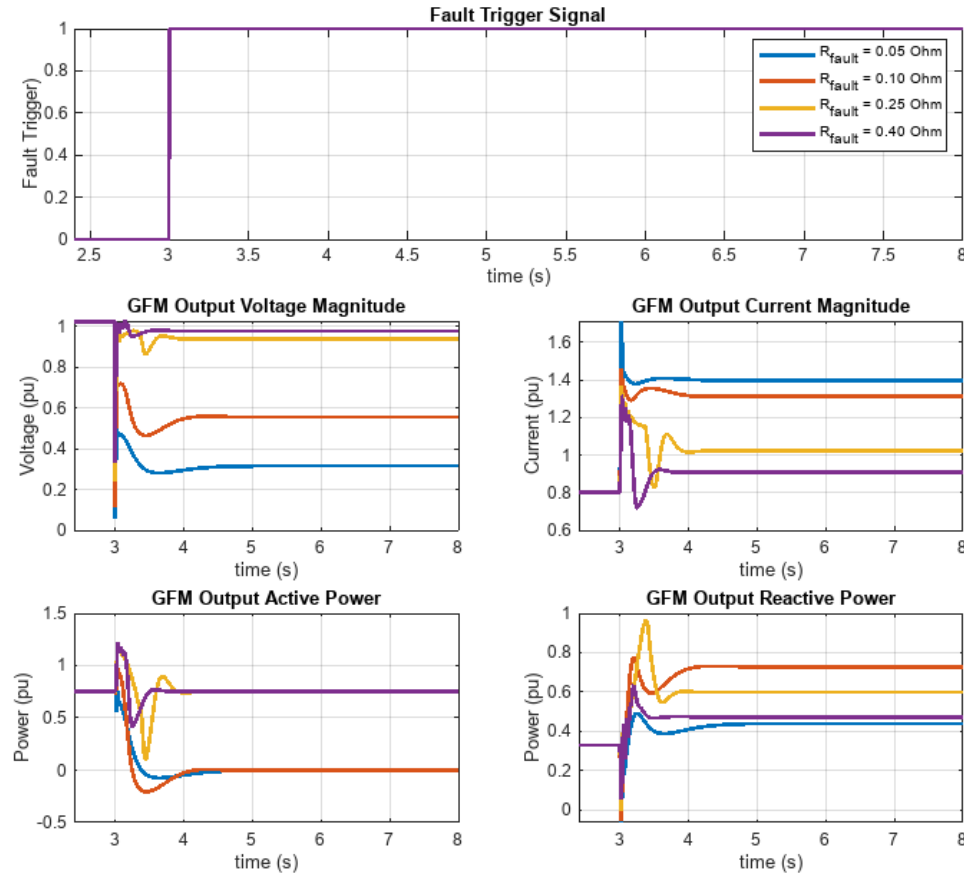 Fault Trigger Signal
Fault Trigger)
1
0.8
0.6
0.4
0.2
0
R_fault = 0.05 Ohm
R_fault = 0.10 Ohm
R_fault = 0.25 Ohm
R_fault = 0.40 Ohm
2.5 3 3.5 4 4.5 5 5.5 6 6.5 7 7.5 8
time (s)
GFM Output Voltage Magnitude
Voltage (pu)
1
0.8
0.6
0.4
0.2
0
3 4 5 6 7 8
time (s)
GFM Output Current Magnitude
Current (pu)
1.6
1.4
1.2
1
0.8
0.6
3 4 5 6 7 8
time (s)
GFM Output Active Power
Power (pu)
1.5
1
0.5
0
-0.5
3 4 5 6 7 8
time (s)
GFM Output Reactive Power
Power (pu)
1
0.8
0.6
0.4
0.2
0
3 4 5 6 7 8
time (s)